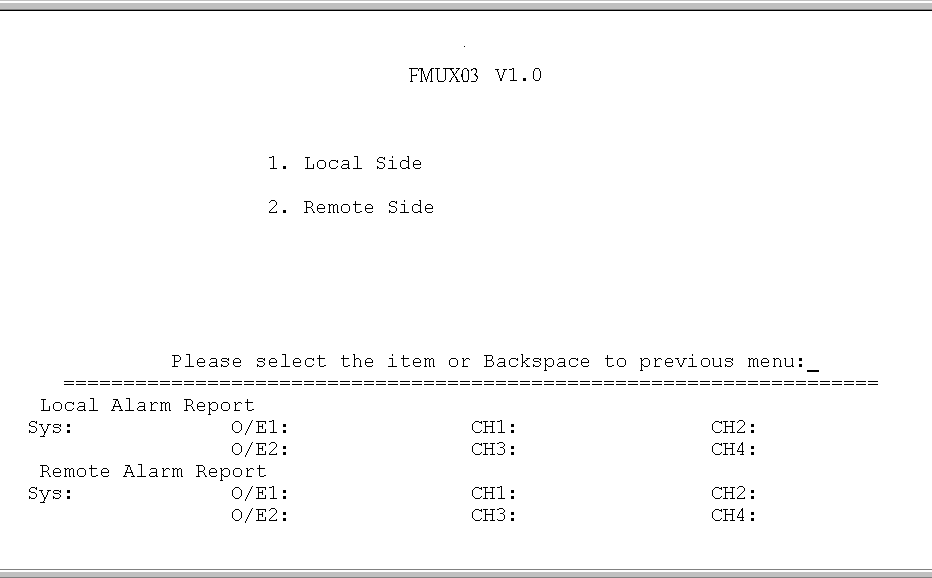 FMUX03 V1.0
1. Local Side
2. Remote Side
Please select the item or Backspace to previous menu:_
====================================================================
Local Alarm Report
Sys: O/E1: CH1: CH2:
O/E2: CH3: CH4:
Remote Alarm Report
Sys: O/E1: CH1: CH2:
O/E2: CH3: CH4: